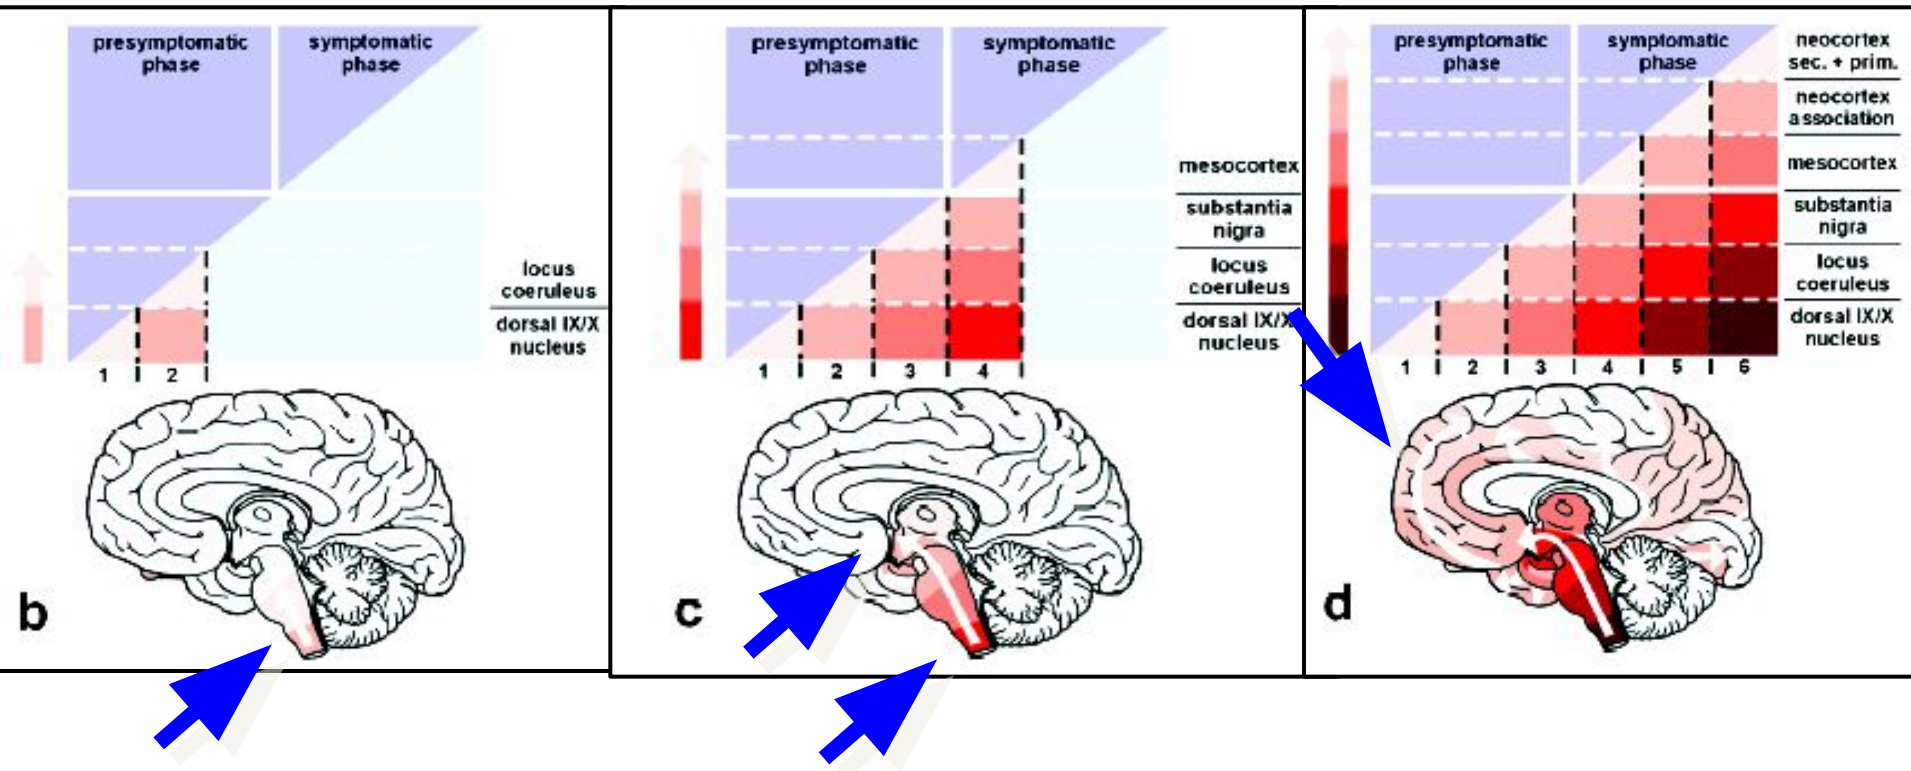 presymptomatic
phase
symptomatic
phase
locus
coeruleus
dorsal IX/X
nucleus
1
2
b
presymptomatic
phase
symptomatic
phase
mesocortex
substantia
nigra
locus
coeruleus
dorsal IX/X
nucleus
1
2
3
4
c
presymptomatic
phase
symptomatic
phase
neocortex
sec. + prim.
neocortex
association
mesocortex
substantia
nigra
locus
coeruleus
dorsal IX/X
nucleus
1
2
3
4
5
6
d